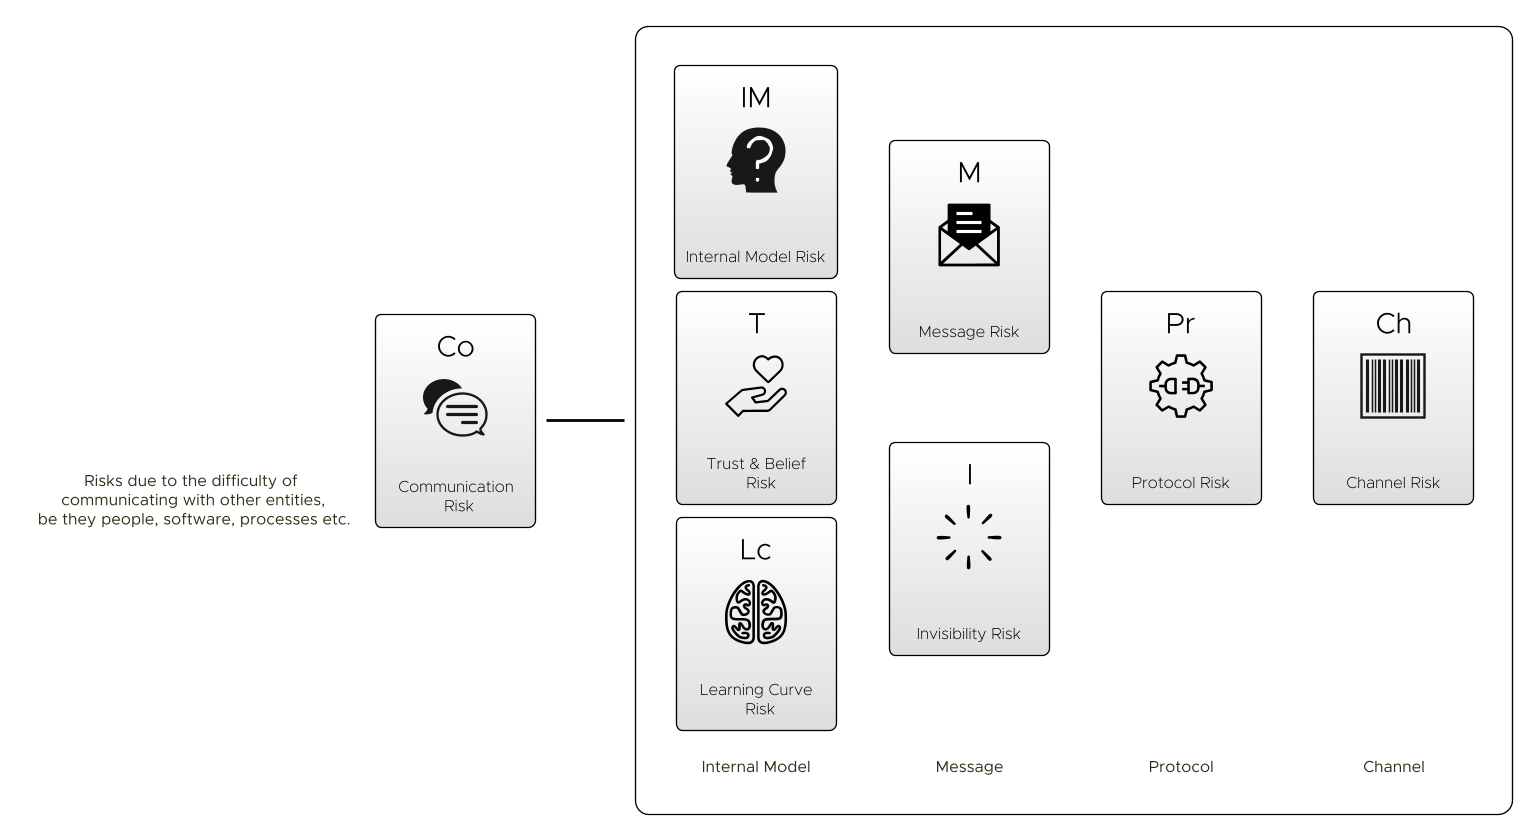 Risks due to the difficulty of
communicating with other entities,
be they people, software, processes etc.
Co
Communication
Risk
IM
Internal Model Risk
T
Trust & Belief
Risk
Lc
Learning Curve
Risk
Internal Model
M
Message Risk
I
Invisibility Risk
Message
Pr
Protocol Risk
Protocol
Ch
Channel Risk
Channel